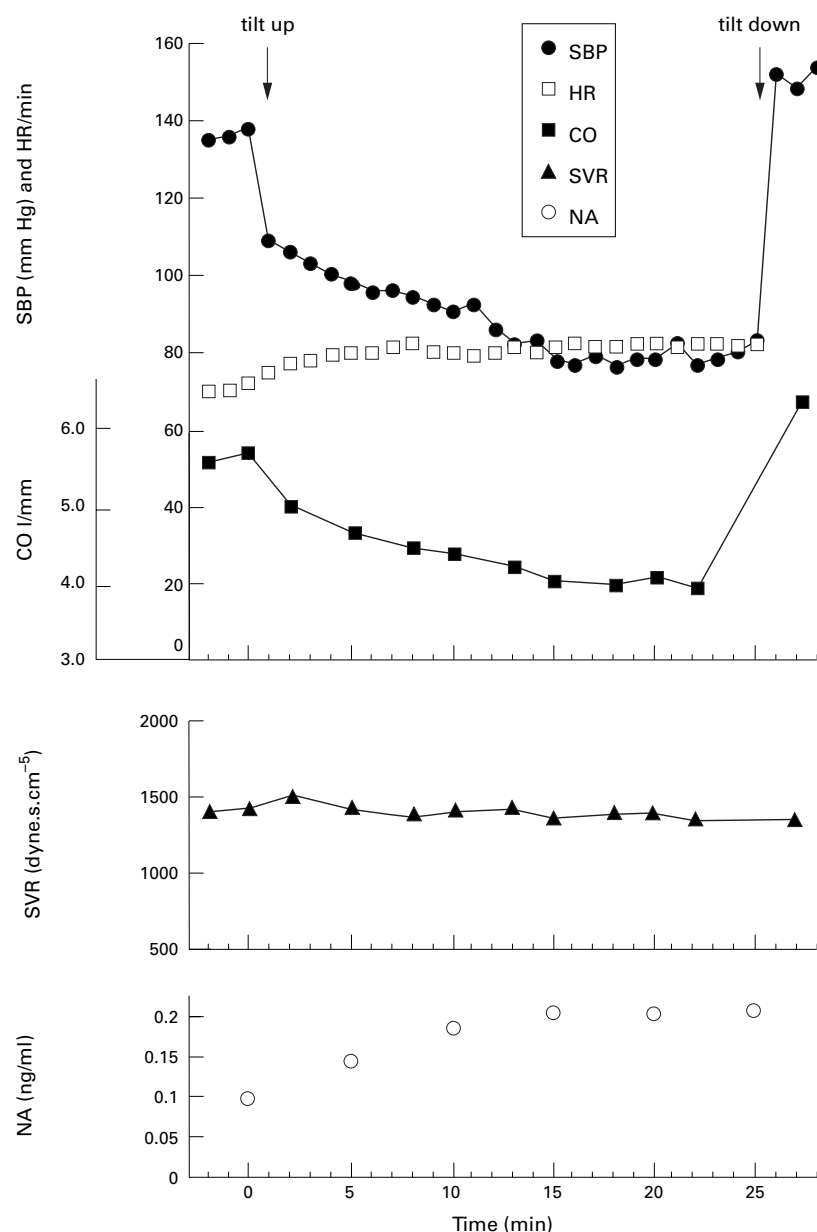 tilt up
tilt down
SBP
HR
CO
SVR
NA
SBP (mm Hg) and HR/min
160
140
120
100
80
60
40
20
0
CO l/mm
6.0
5.0
4.0
3.0
SVR (dyne.s.cm⁻⁵)
2000
1500
1000
500
NA (ng/ml)
0.2
0.15
0.1
0.05
0
0 5 10 15 20 25
Time (min)